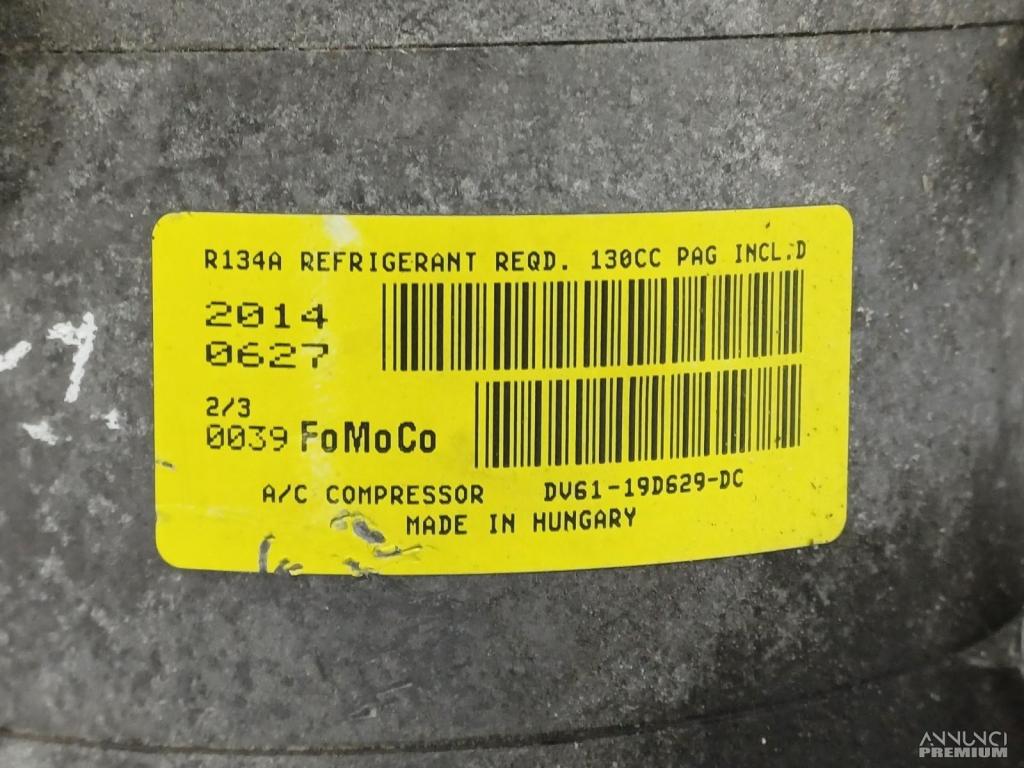 R134A REFRIGERANT REQD. 130CC PAG INCL.D
2014
0627
2/3
0039 FoMoCo
A/C COMPRESSOR DV61-19D629-DC
MADE IN HUNGARY
ANNUNCI
PREMIUM